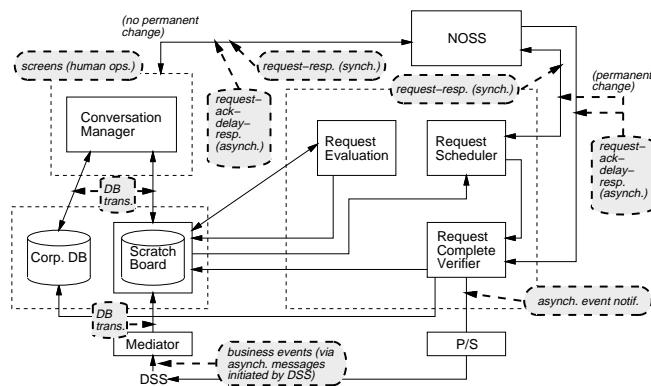 (no permanent
change)
NOSS
screens (human ops.)
request–resp. (synch.)
request–resp. (synch.)
(permanent
change)
request–
ack–
delay–
resp.
(asynch.)
Conversation
Manager
Request
Evaluation
Request
Scheduler
request–
ack–
delay–
resp.
(asynch.)
DB
trans.
Corp. DB
Scratch
Board
Request
Complete
Verifier
DB
trans.
asynch. event notif.
Mediator
P/S
business events (via
asynch. messages
initiated by DSS)
DSS